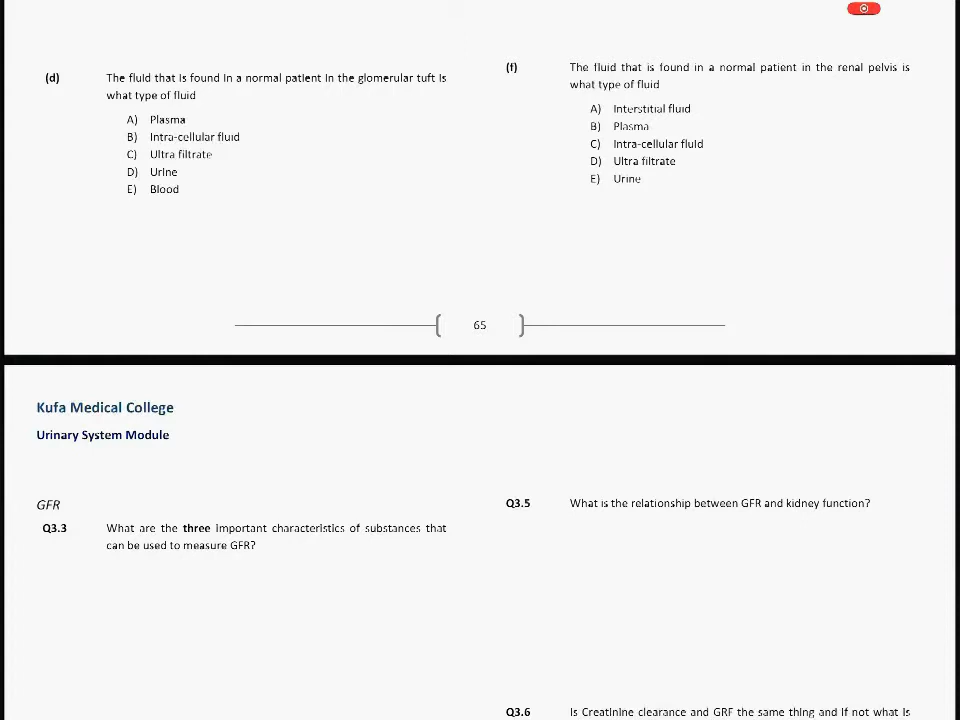 (d) The fluid that is found in a normal patient in the glomerular tuft is
what type of fluid
A) Plasma
B) Intra-cellular fluid
C) Ultra filtrate
D) Urine
E) Blood
(f) The fluid that is found in a normal patient in the renal pelvis is
what type of fluid
A) Interstitial fluid
B) Plasma
C) Intra-cellular fluid
D) Ultra filtrate
E) Urine
65
Kufa Medical College
Urinary System Module
GFR
Q3.3 What are the three important characteristics of substances that
can be used to measure GFR?
Q3.5 What is the relationship between GFR and kidney function?
Q3.6 Is Creatinine clearance and GRF the same thing and if not what is